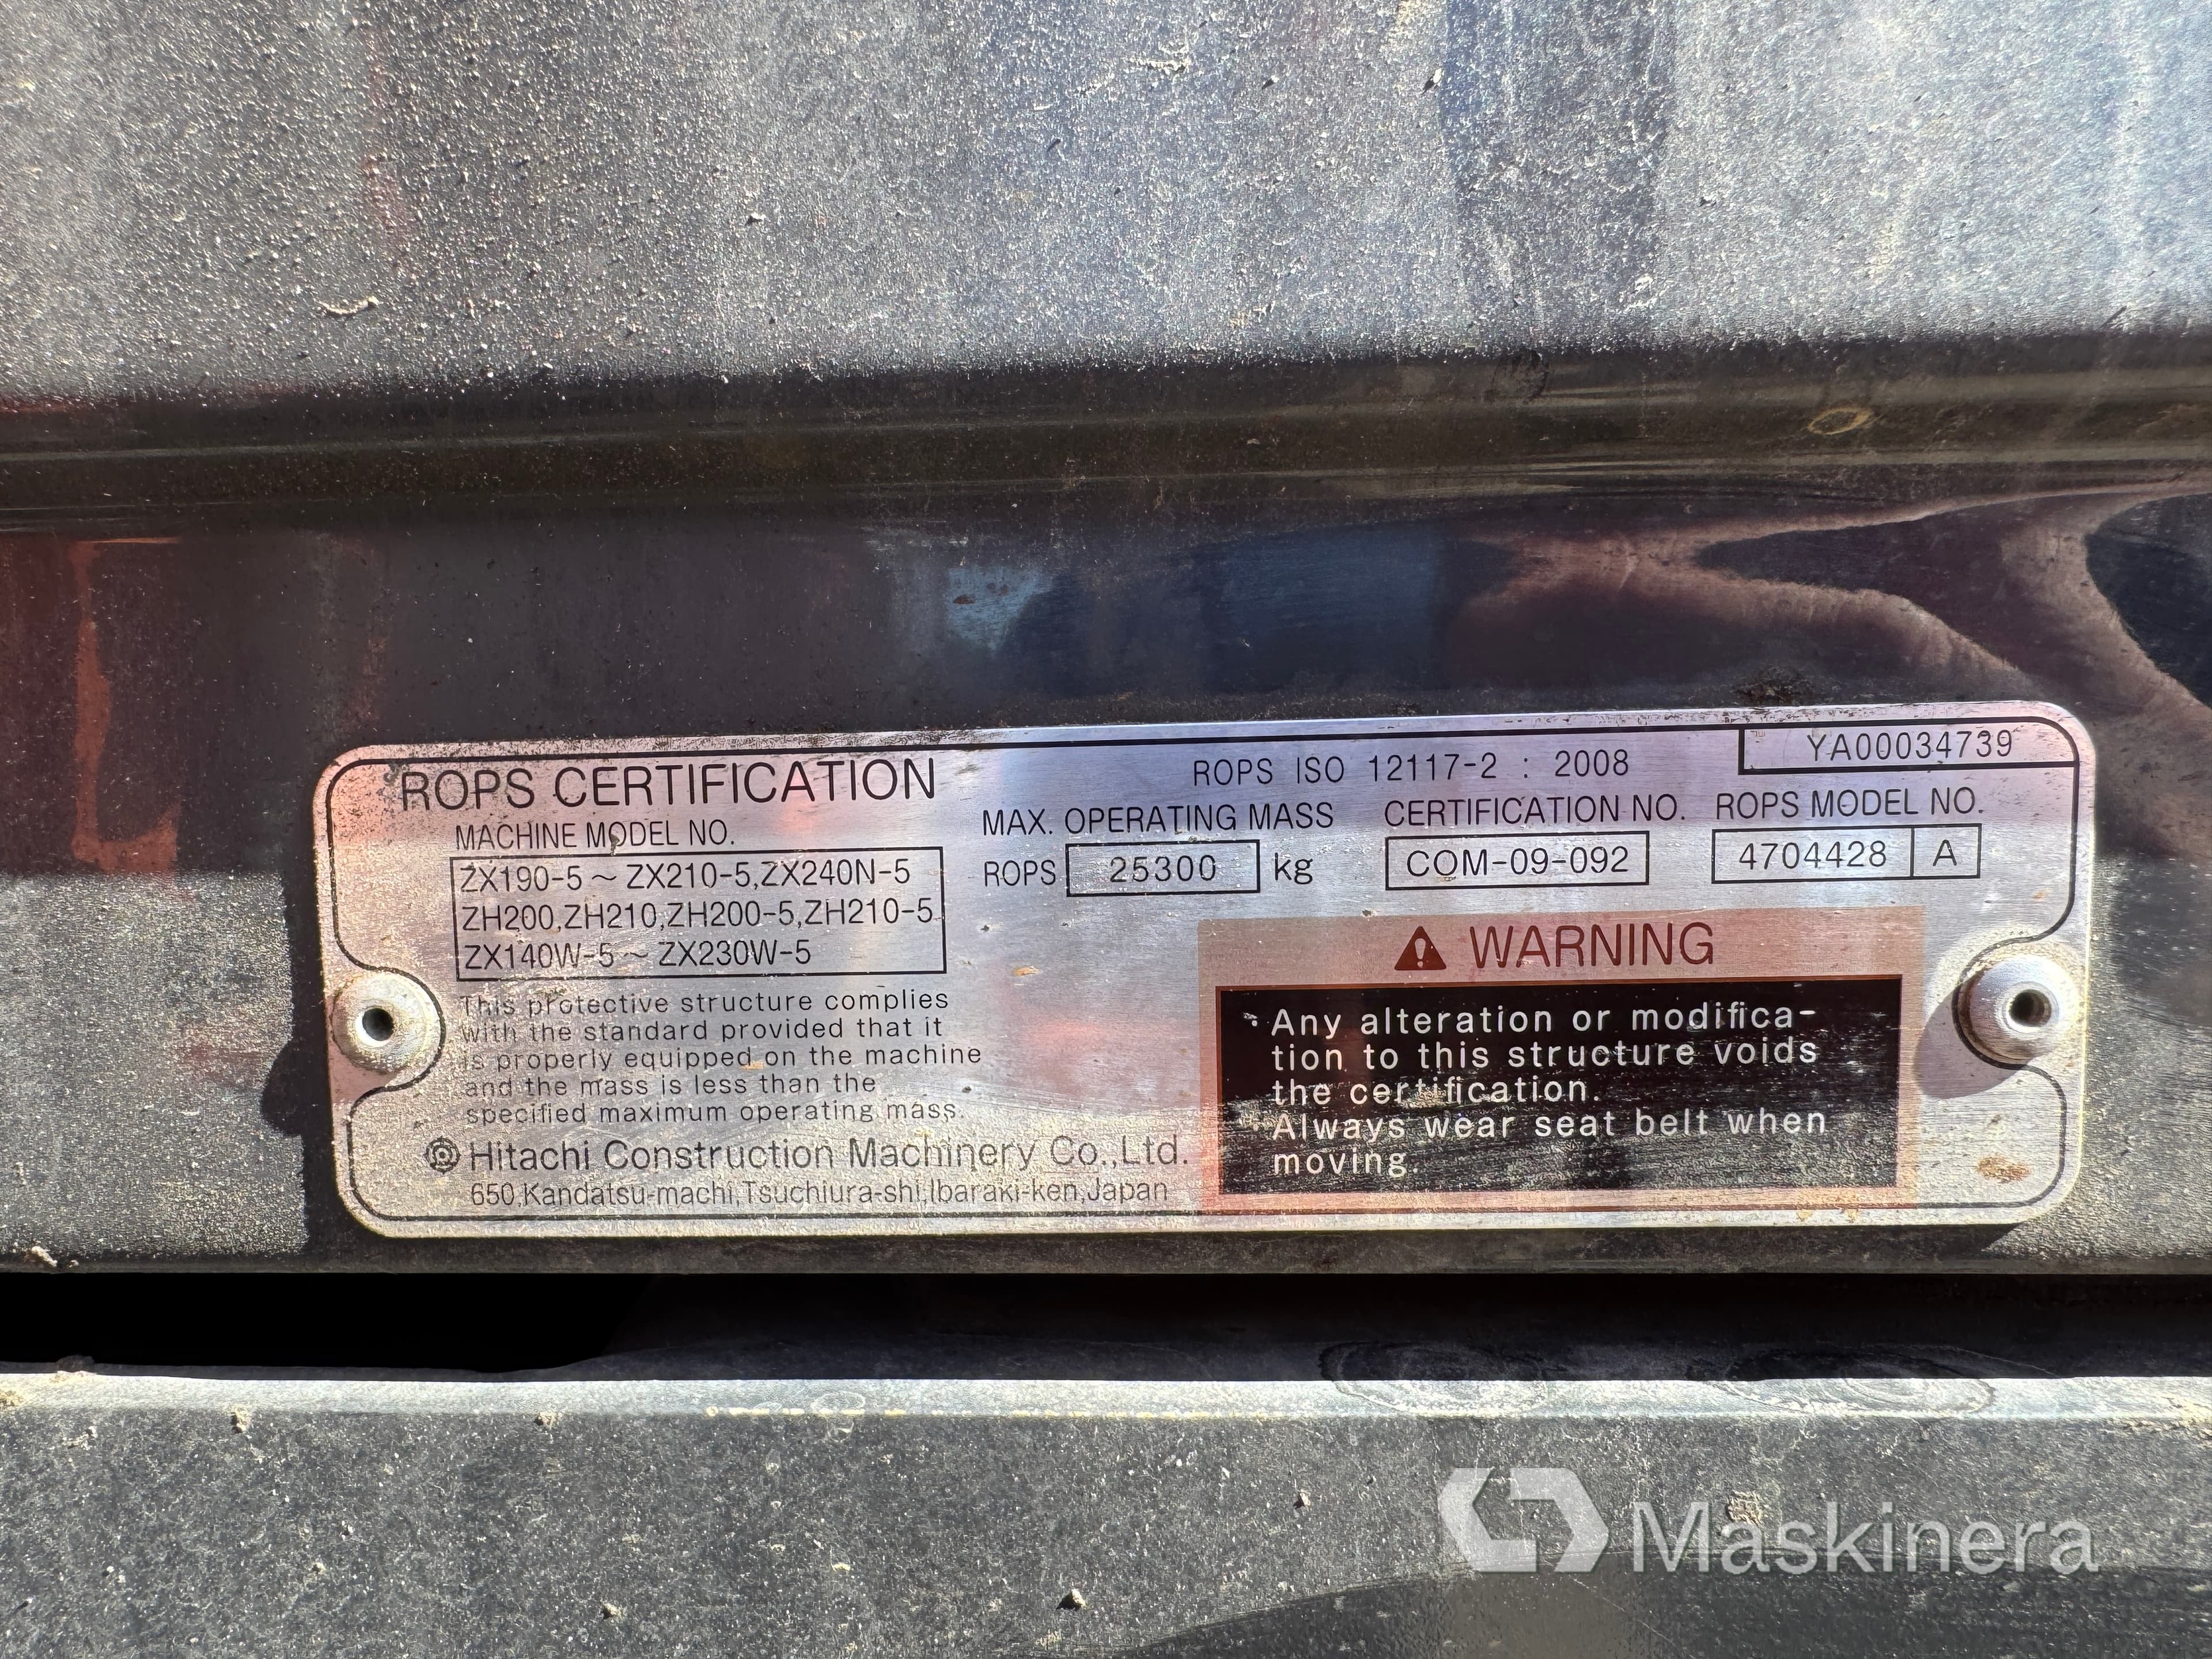 YA00034739
ROPS CERTIFICATION
ROPS ISO 12117-2 : 2008
MACHINE MODEL NO.
ZX190-5 ~ ZX210-5,ZX240N-5
ZH200,ZH210,ZH200-5,ZH210-5
ZX140W-5 ~ ZX230W-5
MAX. OPERATING MASS
ROPS 25300 kg
CERTIFICATION NO.
COM-09-092
ROPS MODEL NO.
4704428 A
This protective structure complies
with the standard provided that it
is properly equipped on the machine
and the mass is less than the
specified maximum operating mass.
Hitachi Construction Machinery Co.,Ltd.
650,Kandatsu-machi,Tsuchiura-shi,Ibaraki-ken,Japan
WARNING
・Any alteration or modifica-
tion to this structure voids
the certification.
・Always wear seat belt when
moving.
Maskinera